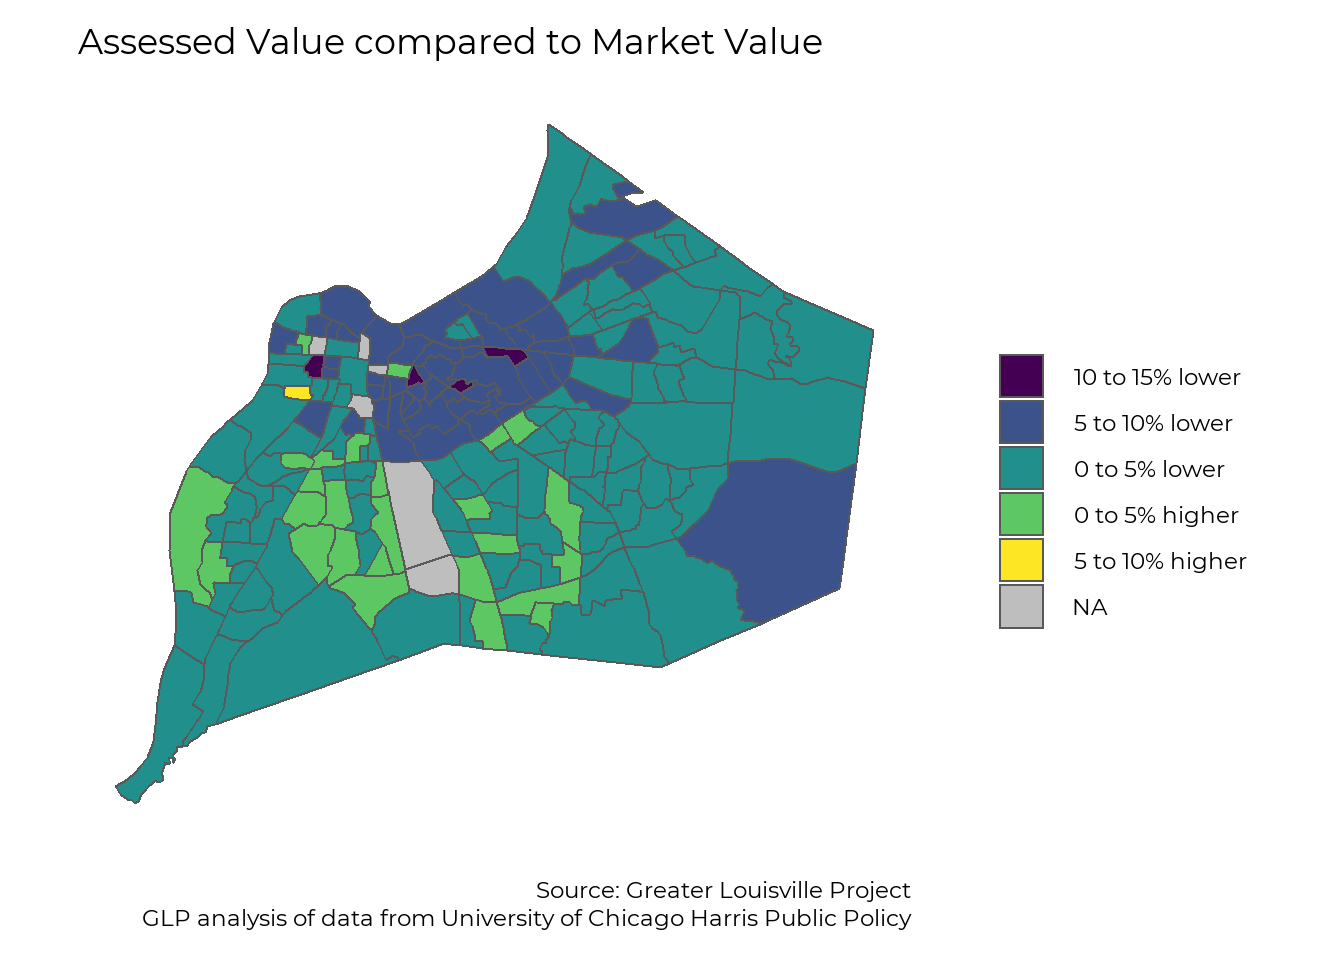 Assessed Value compared to Market Value
10 to 15% lower
5 to 10% lower
0 to 5% lower
0 to 5% higher
5 to 10% higher
NA
Source: Greater Louisville Project
GLP analysis of data from University of Chicago Harris Public Policy